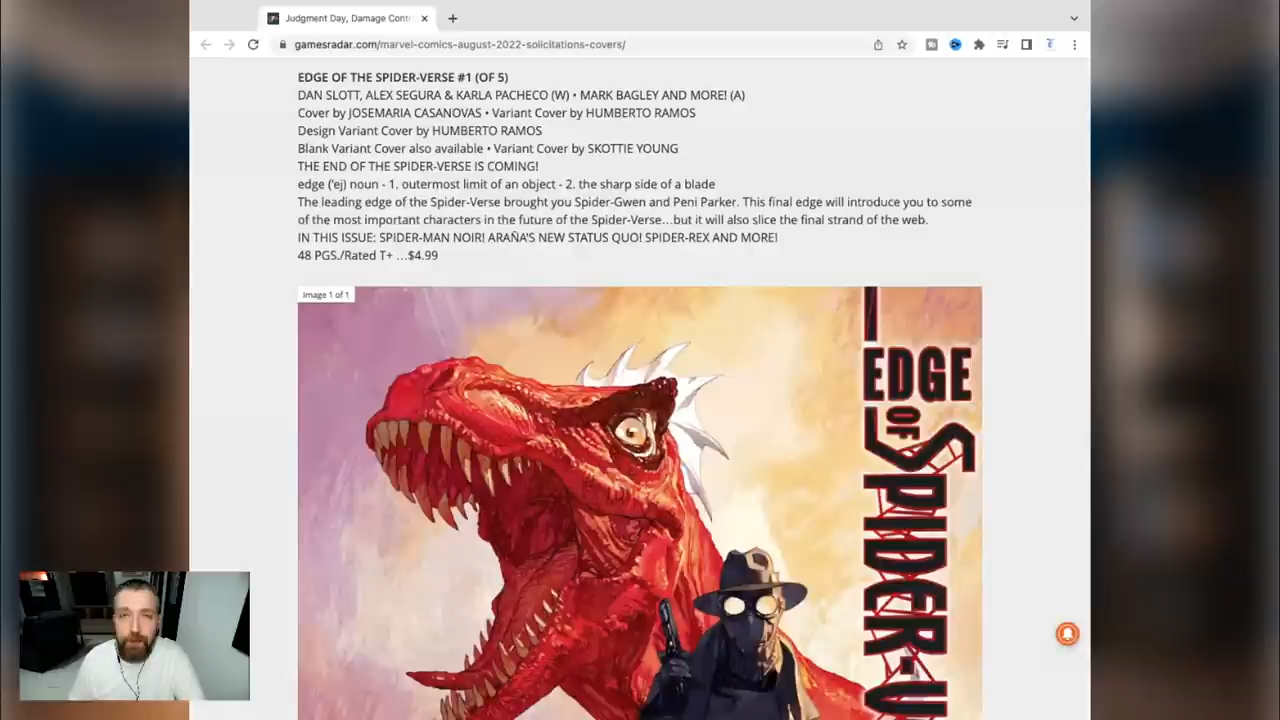 Judgment Day, Damage Cont
gamesradar.com/marvel-comics-august-2022-solicitations-covers/
EDGE OF THE SPIDER-VERSE #1 (OF 5)
DAN SLOTT, ALEX SEGURA & KARLA PACHECO (W) • MARK BAGLEY AND MORE! (A)
Cover by JOSEMARIA CASANOVAS • Variant Cover by HUMBERTO RAMOS
Design Variant Cover by HUMBERTO RAMOS
Blank Variant Cover also available • Variant Cover by SKOTTIE YOUNG
THE END OF THE SPIDER-VERSE IS COMING!
edge ('ej) noun - 1. outermost limit of an object - 2. the sharp side of a blade
The leading edge of the Spider-Verse brought you Spider-Gwen and Peni Parker. This final edge will introduce you to some
of the most important characters in the future of the Spider-Verse…but it will also slice the final strand of the web.
IN THIS ISSUE: SPIDER-MAN NOIR! ARAÑA'S NEW STATUS QUO! SPIDER-REX AND MORE!
48 PGS./Rated T+ …$4.99
Image 1 of 1
EDGE
OF
SPIDER-V